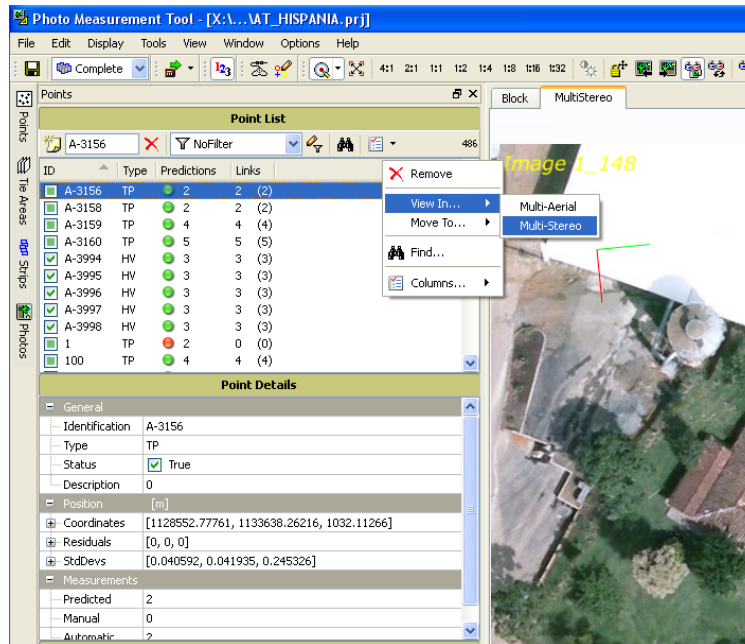 Photo Measurement Tool - [X:\...\AT_HISPANIA.prj]
File Edit Display Tools View Window Options Help
Complete 123 4:1 2:1 1:1 1:2 1:4 1:8 1:16 1:32
Points
Block MultiStereo
Point List
A-3156 NoFilter 486
ID Type Predictions Links
A-3156 TP 2 2 (2)
A-3158 TP 2 2 (2)
A-3159 TP 4 4 (4)
A-3160 TP 5 5 (5)
A-3994 HV 3 3 (3)
A-3995 HV 3 3 (3)
A-3996 HV 3 3 (3)
A-3997 HV 3 3 (3)
A-3998 HV 3 3 (3)
1 TP 2 0 (0)
100 TP 4 4 (4)
Remove
View In...
Move To...
Find...
Columns...
Multi-Aerial
Multi-Stereo
Image 1_148
Points
Tie Areas
Strips
Photos
Point Details
General
Identification A-3156
Type TP
Status True
Description 0
Position [m]
Coordinates [1128552.77761, 1133638.26216, 1032.11266]
Residuals [0, 0, 0]
StdDevs [0.040592, 0.041935, 0.245326]
Measurements
Predicted 2
Manual 0
Automatic 2